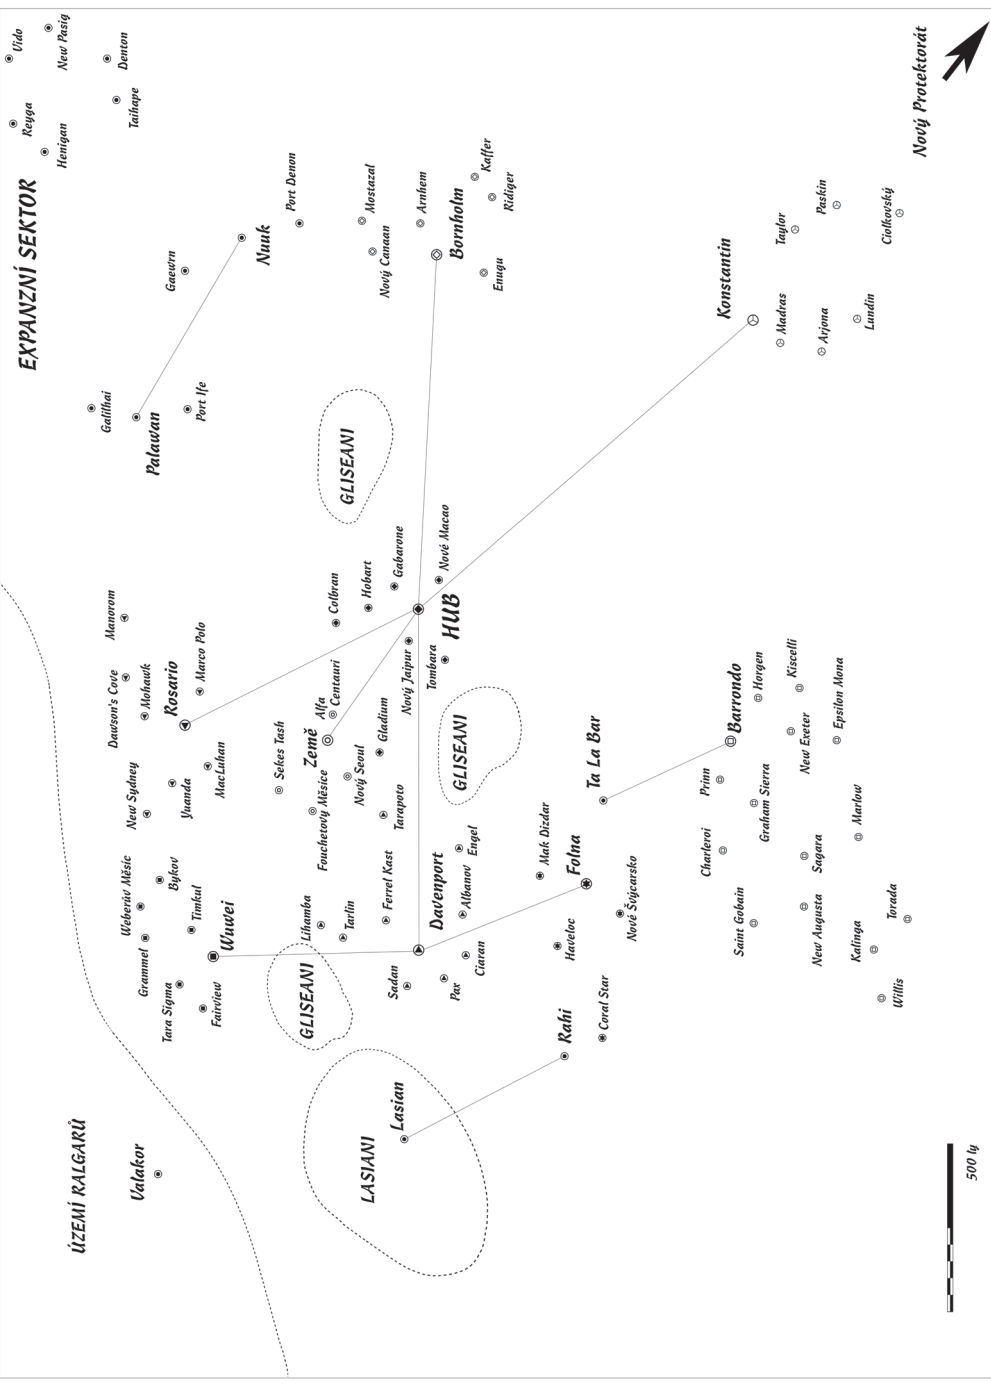 EXPANZNÍ SEKTOR
Vido
New Pasig
Denton
Reyga
Henigan
Taihape
Nový Protektorát
Gaewrn
Nuuk
Port Denon
Mostazal
Nový Canaan
Arnhem
Bornholm
Kaffer
Ridiger
Enugu
Galilhai
Palawan
Port Ife
GLISEANI
Konstantin
Taylor
Paskin
Ciolkovský
Madras
Arjona
Lundin
Manorom
Dawson's Cove
Mohawk
Rosario
Marco Polo
New Sydney
Yuanda
MacLuhan
Colbran
Hobart
Gabarone
Nové Macao
HUB
Nový Jaipur
Tombara
Sekes Tash
Země
Alfa
Centauri
Fouchetovy Měsíce
Nový Seoul
Gladium
Tarapoto
GLISEANI
Weberův Měsíc
Bykov
Timkul
Grammel
Wuwei
Tara Sigma
Fairview
Lihamba
Tarlin
Ferrel Kast
Davenport
Engel
Albanov
Ciaran
Sadan
Pax
GLISEANI
Ta La Bar
Mak Dizdar
Folna
Haveloc
Nové Švýcarsko
Rahi
Coral Star
Barrondo
Horgen
Kiscelli
New Exeter
Epsilon Mona
Prinn
Graham Sierra
Charleroi
Sagara
Marlow
Saint Gobain
New Augusta
Kalinga
Torada
Willis
LASIANI
Lasian
ÚZEMÍ RALGARŮ
Valakor
500 ly